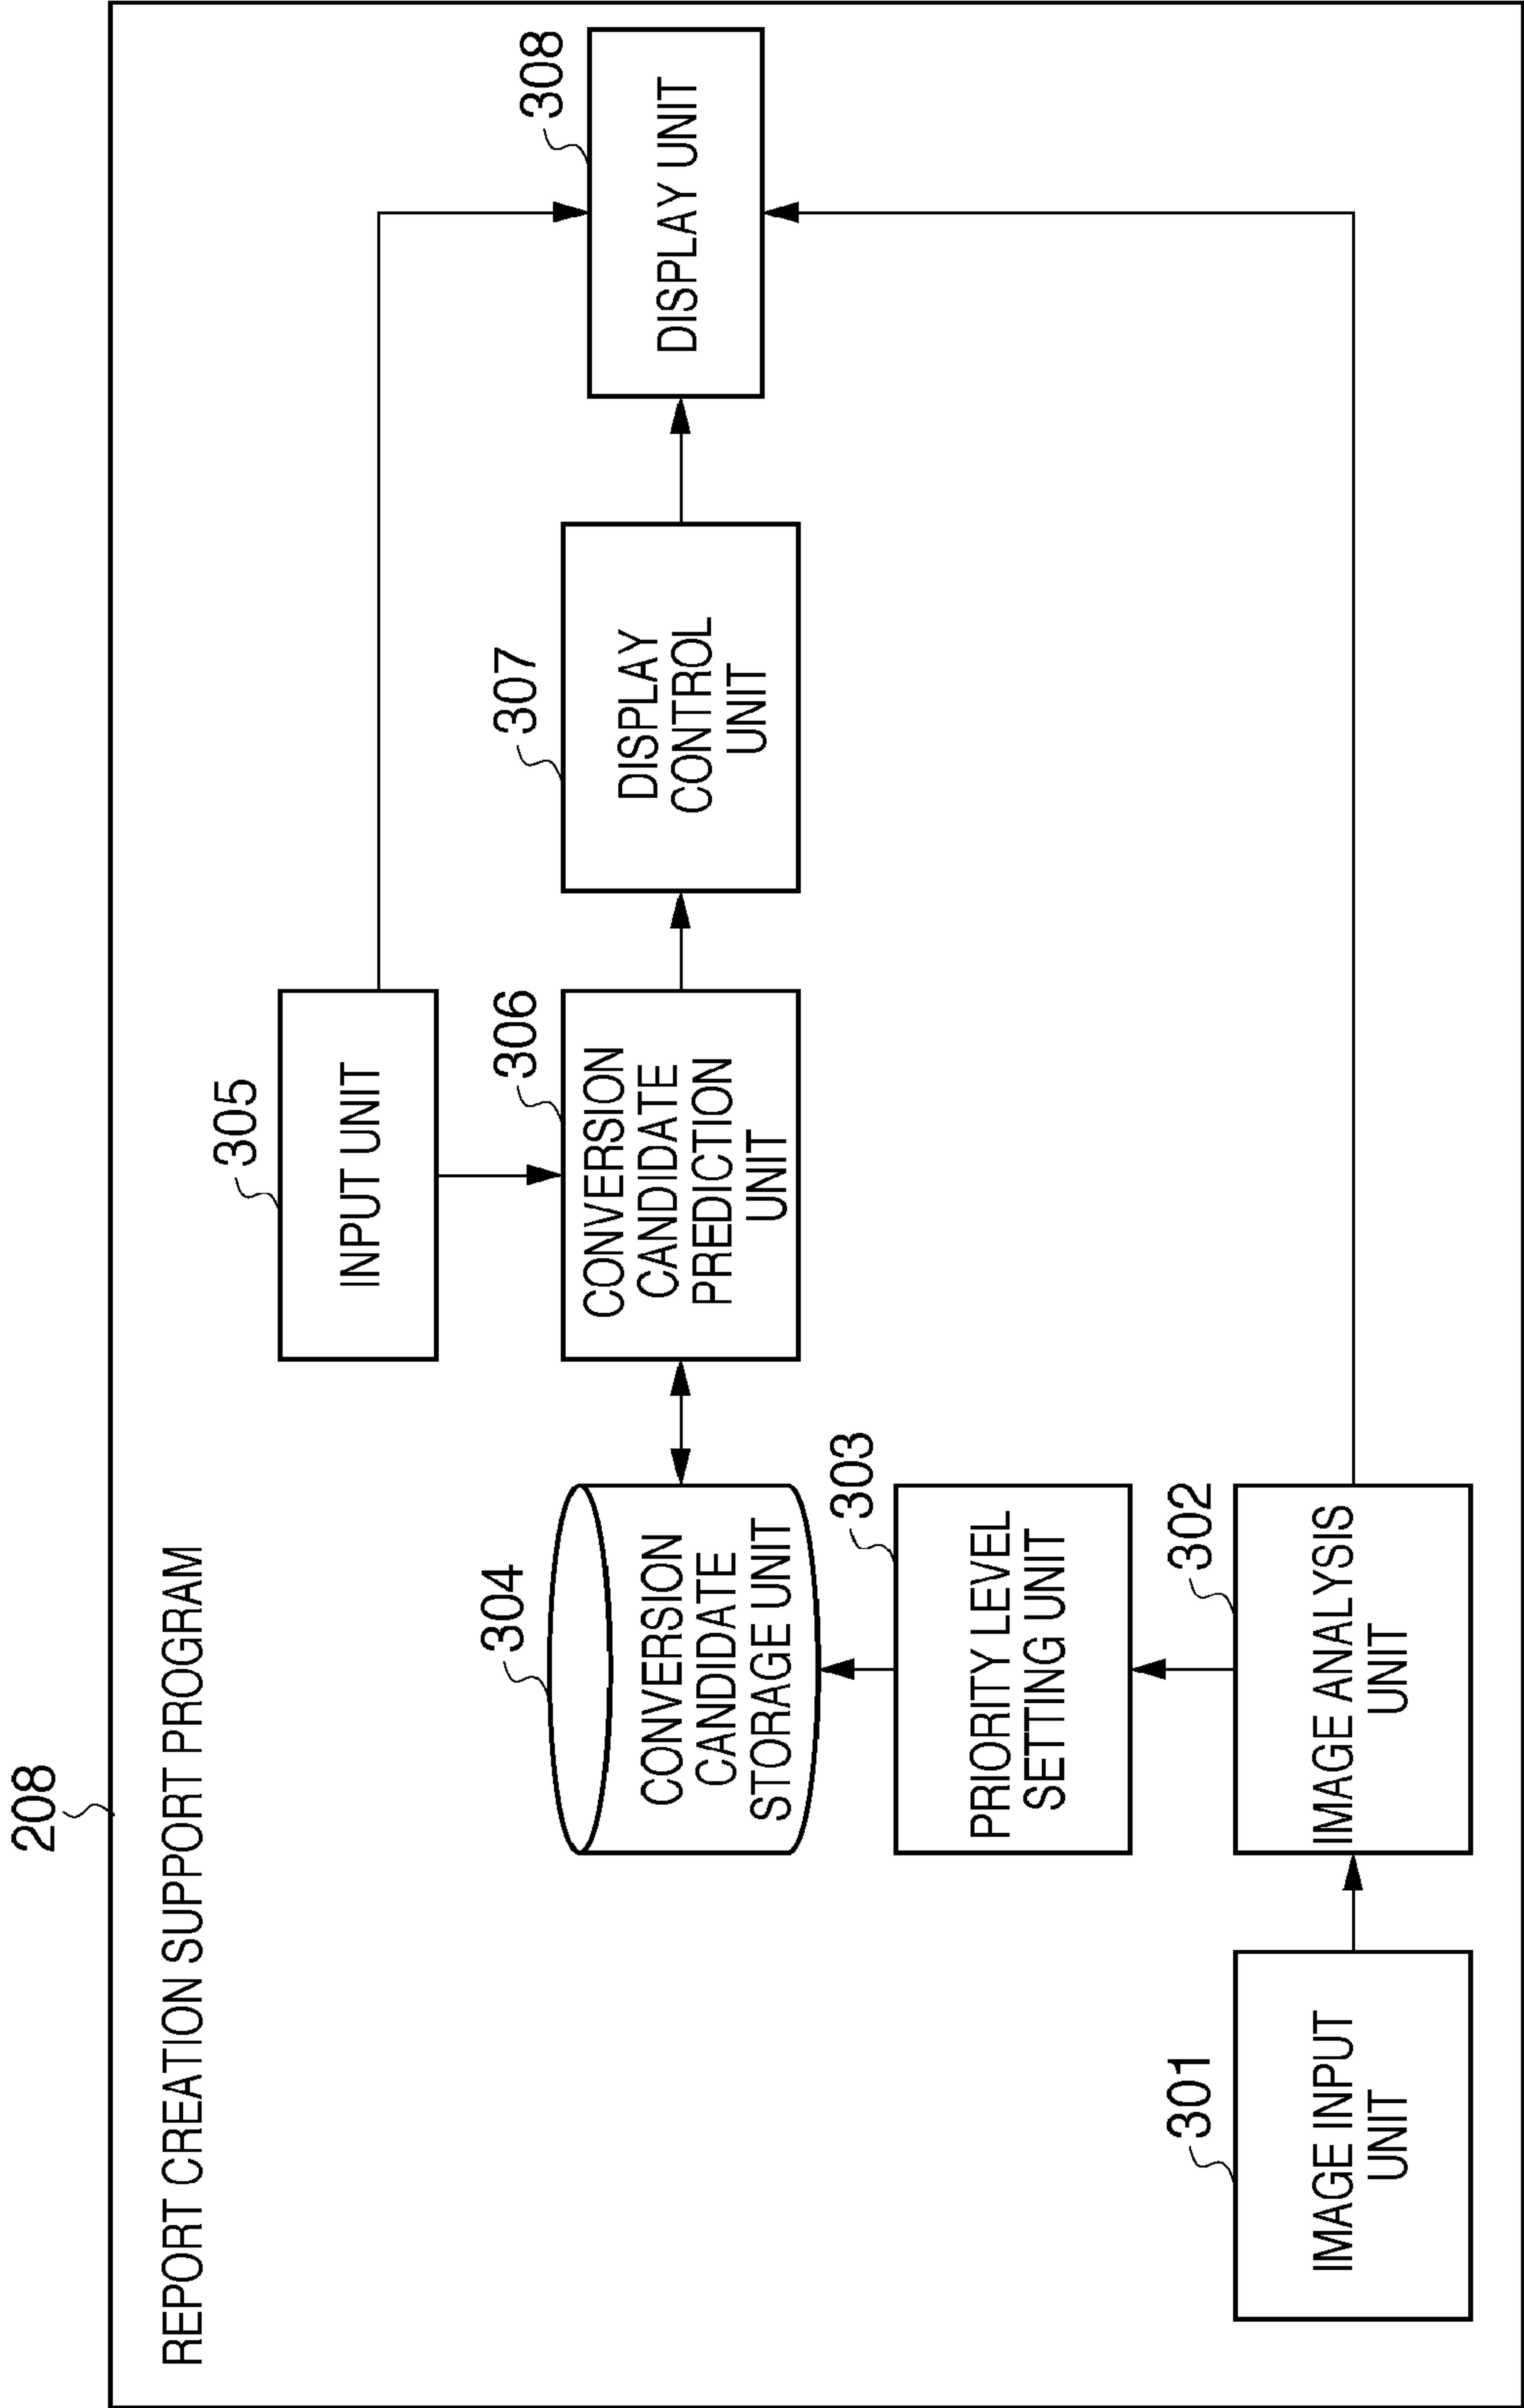 208
REPORT CREATION SUPPORT PROGRAM
305
INPUT UNIT
304
CONVERSION
CANDIDATE
STORAGE UNIT
306
CONVERSION
CANDIDATE
PREDICTION
UNIT
307
DISPLAY
CONTROL
UNIT
308
DISPLAY UNIT
303
PRIORITY LEVEL
SETTING UNIT
301
IMAGE INPUT
UNIT
302
IMAGE ANALYSIS
UNIT